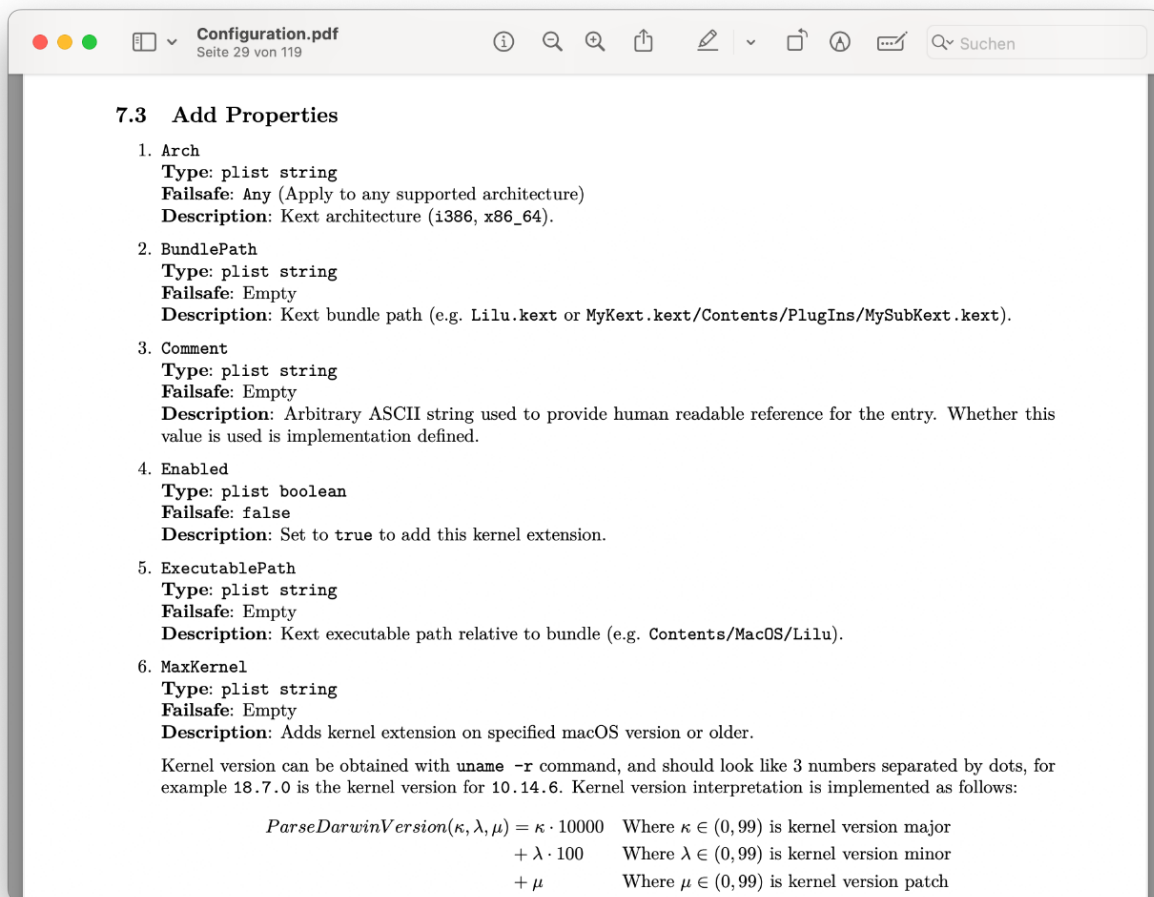 Configuration.pdf
Seite 29 von 119
Suchen
7.3 Add Properties
1. Arch
Type: plist string
Failsafe: Any (Apply to any supported architecture)
Description: Kext architecture (i386, x86_64).
2. BundlePath
Type: plist string
Failsafe: Empty
Description: Kext bundle path (e.g. Lilu.kext or MyKext.kext/Contents/PlugIns/MySubKext.kext).
3. Comment
Type: plist string
Failsafe: Empty
Description: Arbitrary ASCII string used to provide human readable reference for the entry. Whether this
value is used is implementation defined.
4. Enabled
Type: plist boolean
Failsafe: false
Description: Set to true to add this kernel extension.
5. ExecutablePath
Type: plist string
Failsafe: Empty
Description: Kext executable path relative to bundle (e.g. Contents/MacOS/Lilu).
6. MaxKernel
Type: plist string
Failsafe: Empty
Description: Adds kernel extension on specified macOS version or older.
Kernel version can be obtained with uname -r command, and should look like 3 numbers separated by dots, for
example 18.7.0 is the kernel version for 10.14.6. Kernel version interpretation is implemented as follows:
ParseDarwinVersion(κ, λ, μ) = κ · 10000 Where κ ∈ (0, 99) is kernel version major
+ λ · 100 Where λ ∈ (0, 99) is kernel version minor
+ μ Where μ ∈ (0, 99) is kernel version patch